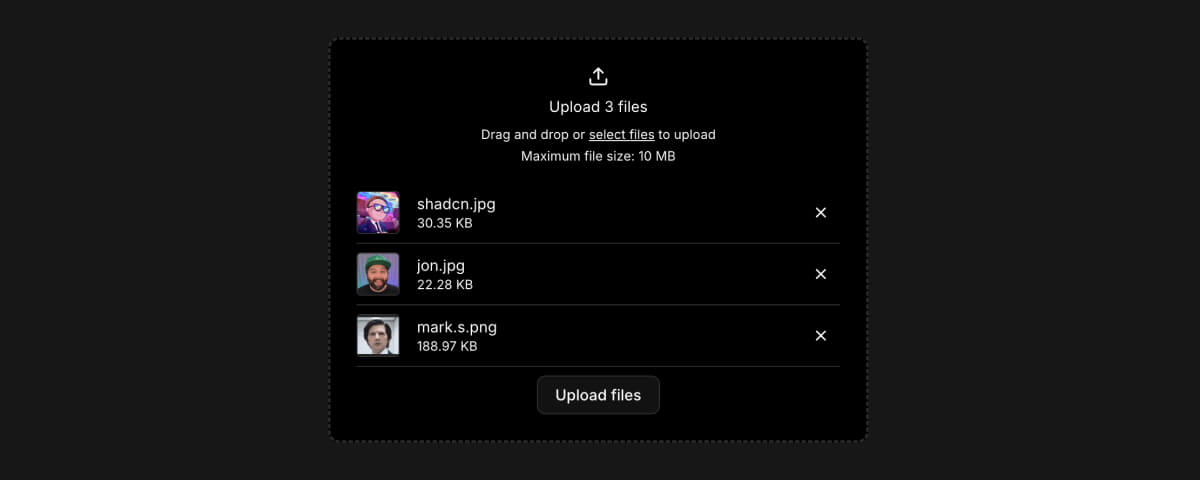 Upload 3 files
Drag and drop or select files to upload
Maximum file size: 10 MB
shadcn.jpg
30.35 KB
jon.jpg
22.28 KB
mark.s.png
188.97 KB
Upload files